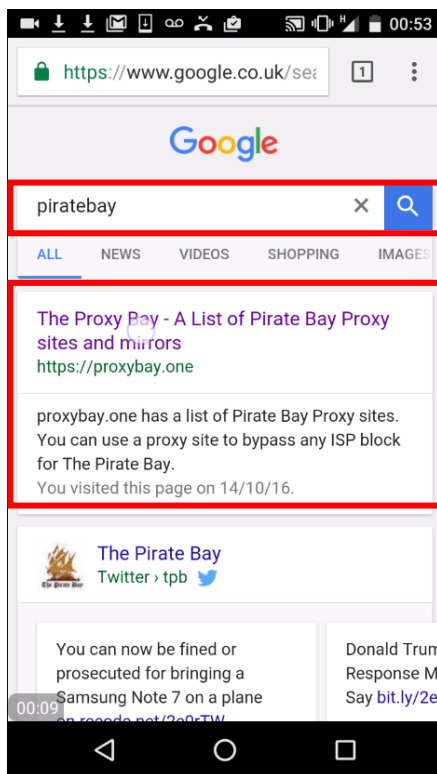 H
00:53
https://www.google.co.uk/sea
1
Google
piratebay
ALL NEWS VIDEOS SHOPPING IMAGES
The Proxy Bay - A List of Pirate Bay Proxy
sites and mirrors
https://proxybay.one
proxybay.one has a list of Pirate Bay Proxy sites.
You can use a proxy site to bypass any ISP block
for The Pirate Bay.
You visited this page on 14/10/16.
The Pirate Bay
The Pirate Bay
Twitter › tpb
You can now be fined or
prosecuted for bringing a
Samsung Note 7 on a plane
Donald Trum
Response M
Say bit.ly/2e
00:09